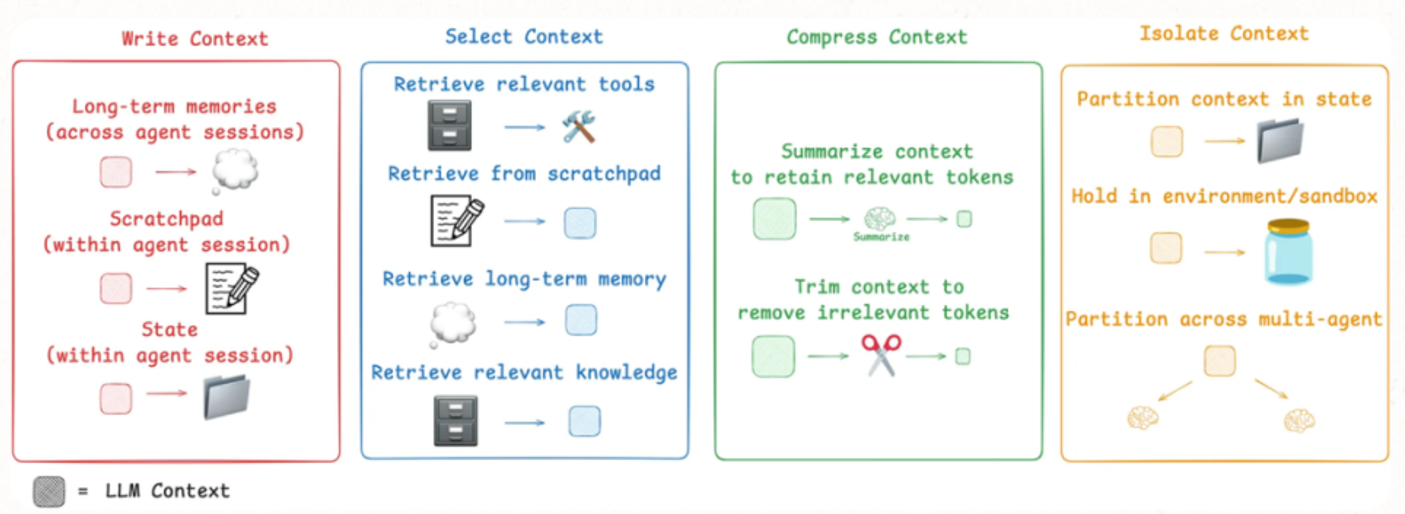 Write Context
Long-term memories
(across agent sessions)
Scratchpad
(within agent session)
State
(within agent session)
Select Context
Retrieve relevant tools
Retrieve from scratchpad
Retrieve long-term memory
Retrieve relevant knowledge
Compress Context
Summarize context
to retain relevant tokens
Summarize
Trim context to
remove irrelevant tokens
Isolate Context
Partition context in state
Hold in environment/sandbox
Partition across multi-agent
= LLM Context